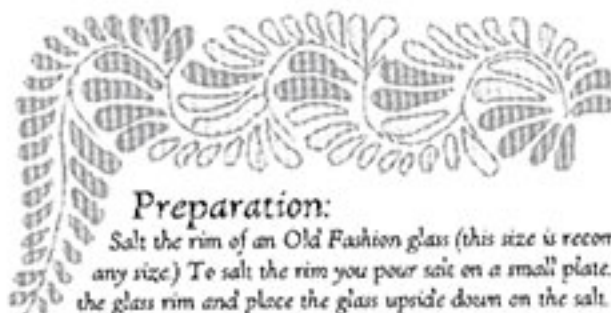 Preparation:
Salt the rim of an Old Fashion glass (this size is recom
any size) To salt the rim you pour salt on a small plate.
the glass rim and place the glass upside down on the salt.